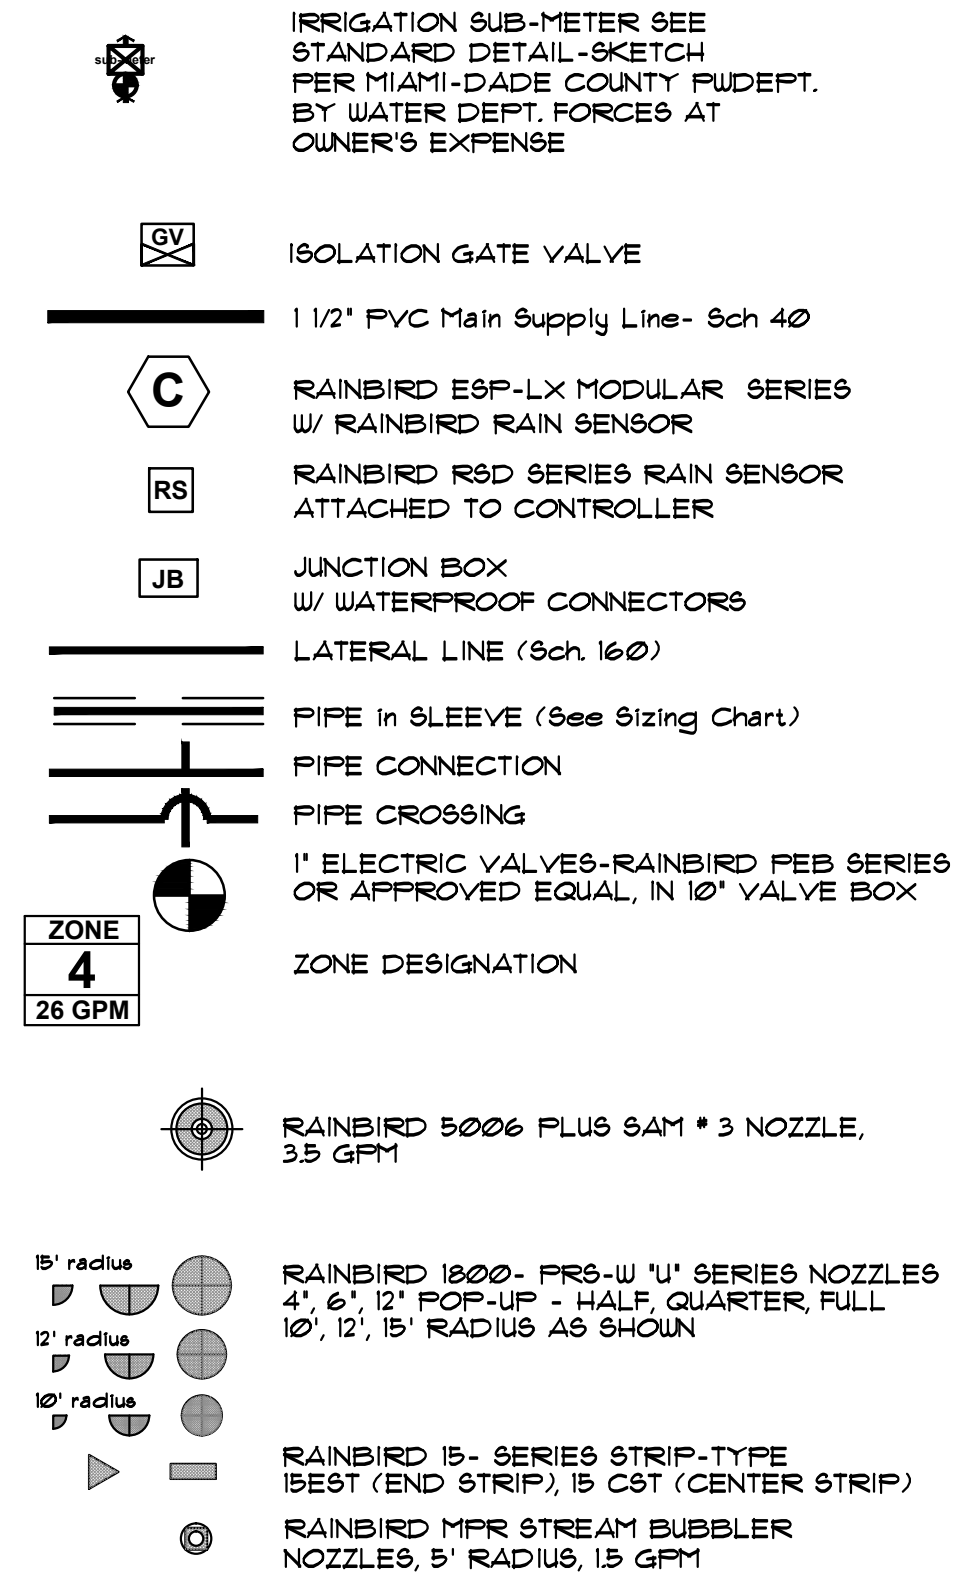 IRRIGATION SUB-METER SEE
STANDARD DETAIL-SKETCH
sub-meter
PER MIAMI-DADE COUNTY PWDEPT.
BY WATER DEPT. FORCES AT
OWNER'S EXPENSE
GV
ISOLATION GATE VALVE
1 1/2" PVC Main Supply Line- Sch 40
C
RAINBIRD ESP-LX MODULAR SERIES
W/ RAINBIRD RAIN SENSOR
RS
RAINBIRD RSD SERIES RAIN SENSOR
ATTACHED TO CONTROLLER
JB
JUNCTION BOX
W/ WATERPROOF CONNECTORS
LATERAL LINE (Sch. 160)
PIPE in SLEEVE (See Sizing Chart)
PIPE CONNECTION
PIPE CROSSING
1" ELECTRIC VALVES-RAINBIRD PEB SERIES
OR APPROVED EQUAL, IN 10" VALVE BOX
ZONE
4
26 GPM
ZONE DESIGNATION
RAINBIRD 5006 PLUS SAM # 3 NOZZLE,
3.5 GPM
15' radius
RAINBIRD 1800- PRS-W "U" SERIES NOZZLES
4", 6", 12" POP-UP - HALF, QUARTER, FULL
10', 12', 15' RADIUS AS SHOWN
12' radius
10' radius
RAINBIRD 15- SERIES STRIP-TYPE
15EST (END STRIP), 15 CST (CENTER STRIP)
RAINBIRD MPR STREAM BUBBLER
NOZZLES, 5' RADIUS, 1.5 GPM